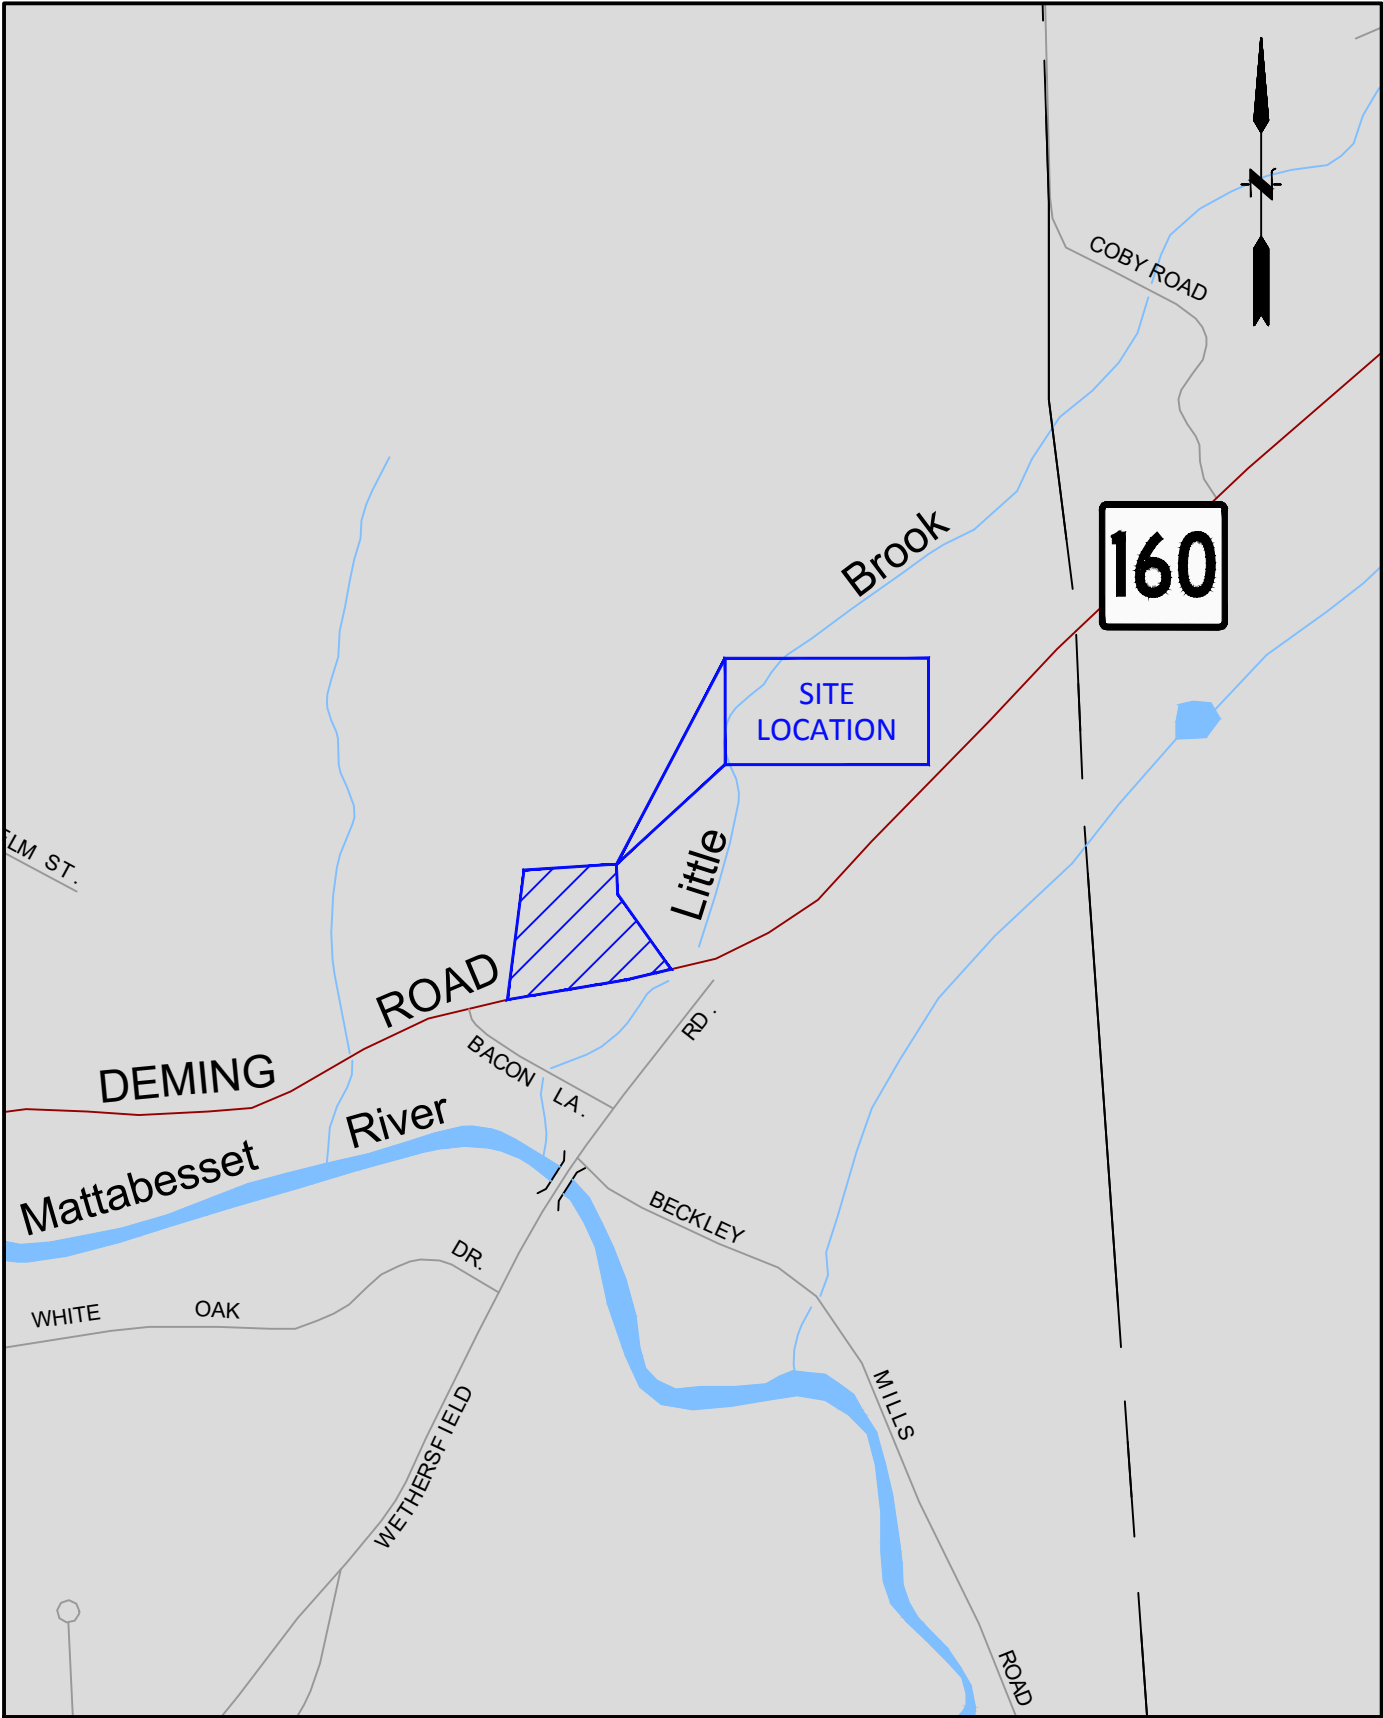 N
COBY ROAD
160
Brook
SITE
LOCATION
ELM ST.
Little
ROAD
DEMING
RD.
BACON LA.
River
Mattabesset
BECKLEY
DR.
WHITE OAK
MILLS
WETHERSFIELD
ROAD